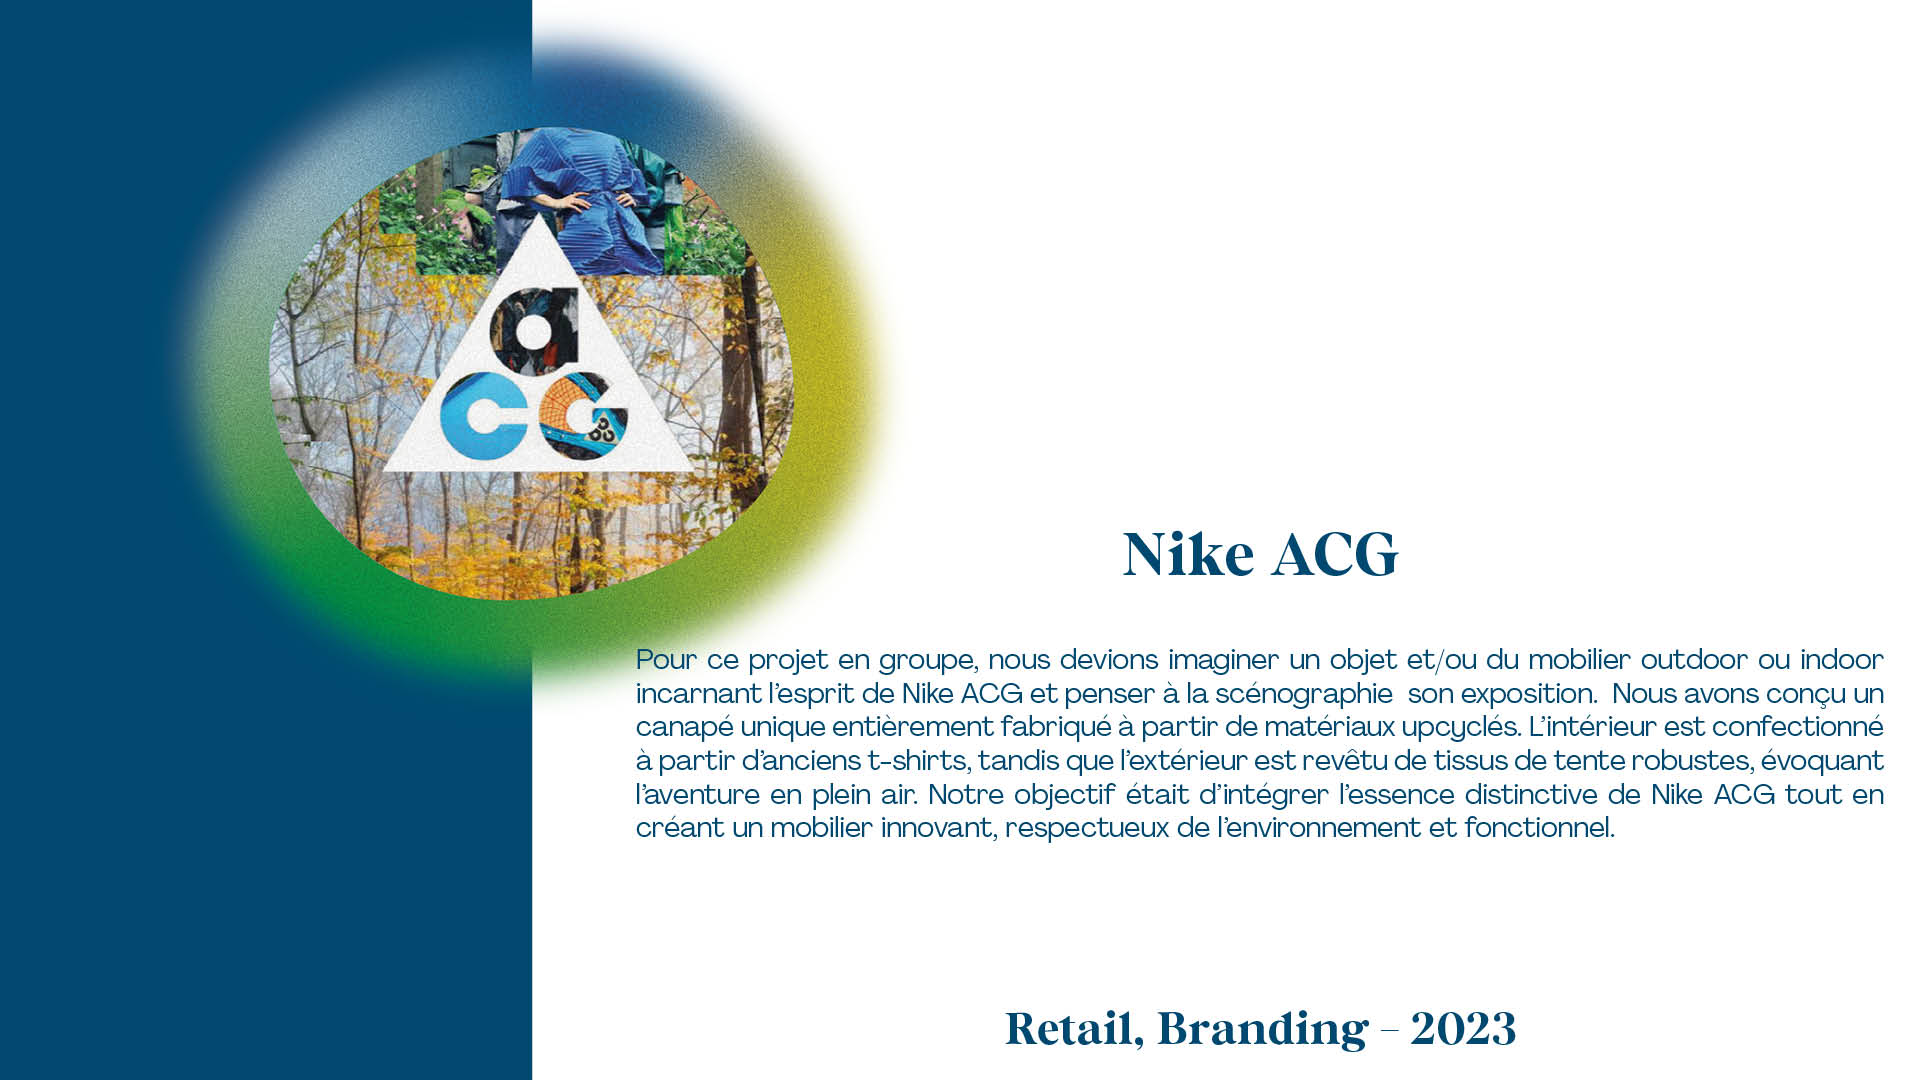 a
CG
Nike ACG
Pour ce projet en groupe, nous devions imaginer un objet et/ou du mobilier outdoor ou indoor
incarnant l’esprit de Nike ACG et penser à la scénographie  son exposition.  Nous avons conçu un
canapé unique entièrement fabriqué à partir de matériaux upcyclés. L’intérieur est confectionné
à partir d’anciens t-shirts, tandis que l’extérieur est revêtu de tissus de tente robustes, évoquant
l’aventure en plein air. Notre objectif était d’intégrer l’essence distinctive de Nike ACG tout en
créant un mobilier innovant, respectueux de l’environnement et fonctionnel.
Retail, Branding – 2023